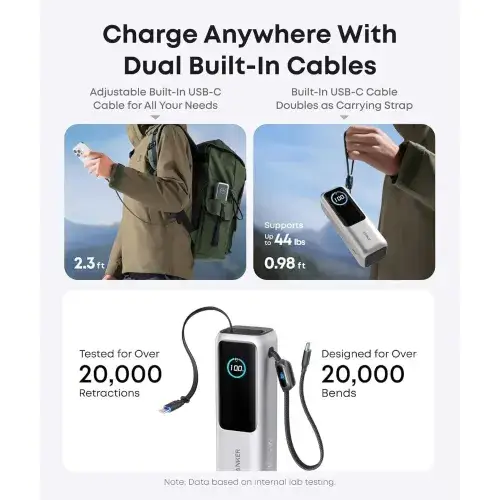 Charge Anywhere With
Dual Built-In Cables
Adjustable Built-In USB-C
Cable for All Your Needs
Built-In USB-C Cable
Doubles as Carrying Strap
2.3 ft
Supports
Up to 44 lbs
0.98 ft
100
ANKER
Tested for Over
20,000
Retractions
100
ANKER
Designed for Over
20,000
Bends
Note: Data based on internal lab testing.